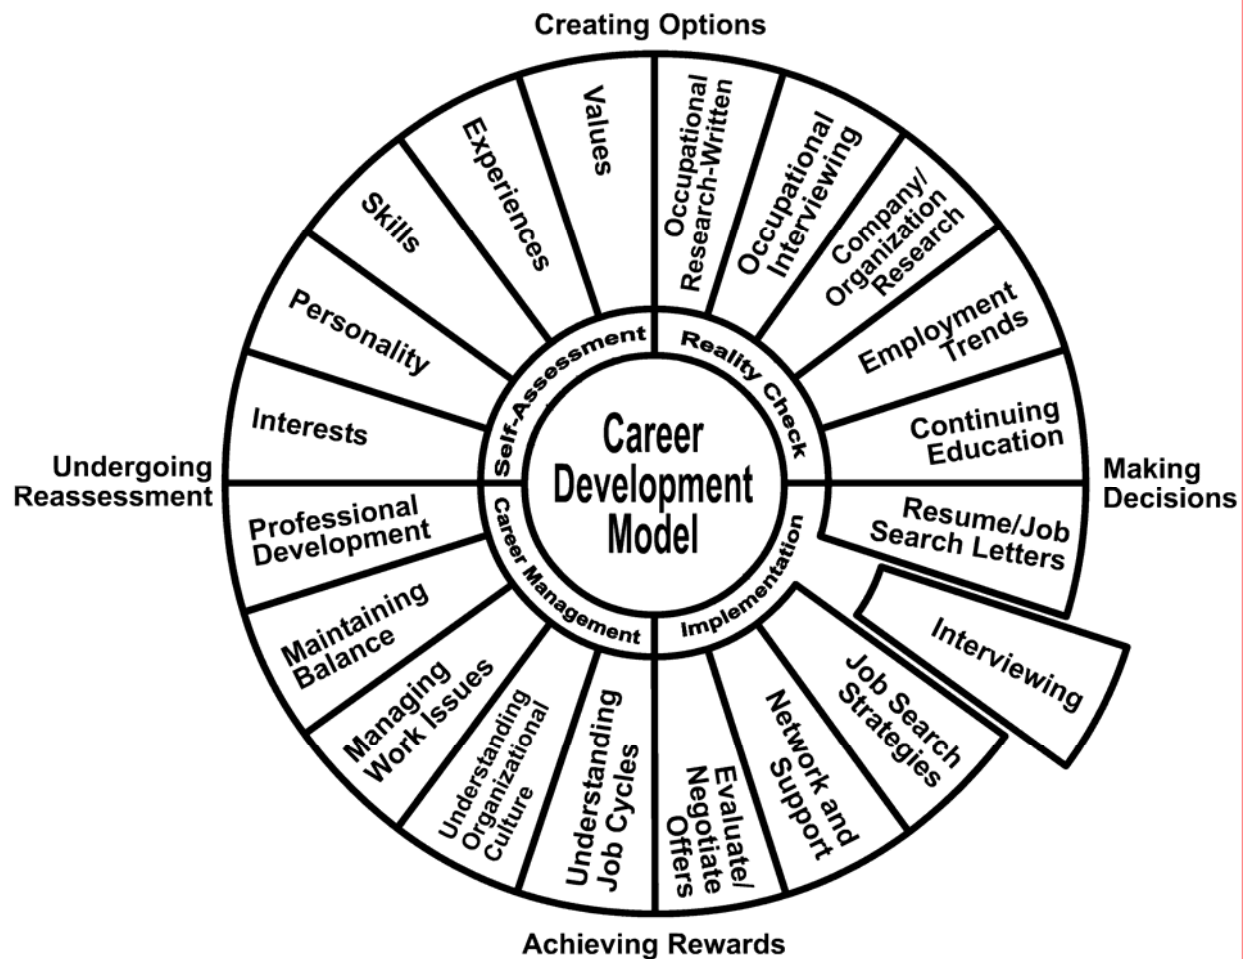 Creating Options
Values
Experiences
Skills
Personality
Interests
Occupational
Research-Written
Occupational
Interviewing
Company/
Organization
Research
Employment
Trends
Continuing
Education
Self-Assessment
Reality Check
Career
Development
Model
Undergoing
Reassessment
Making
Decisions
Career Management
Implementation
Professional
Development
Maintaining
Balance
Managing
Work Issues
Understanding
Organizational
Culture
Understanding
Job Cycles
Resume/Job
Search Letters
Interviewing
Job Search
Strategies
Network and
Support
Evaluate/
Negotiate
Offers
Achieving Rewards